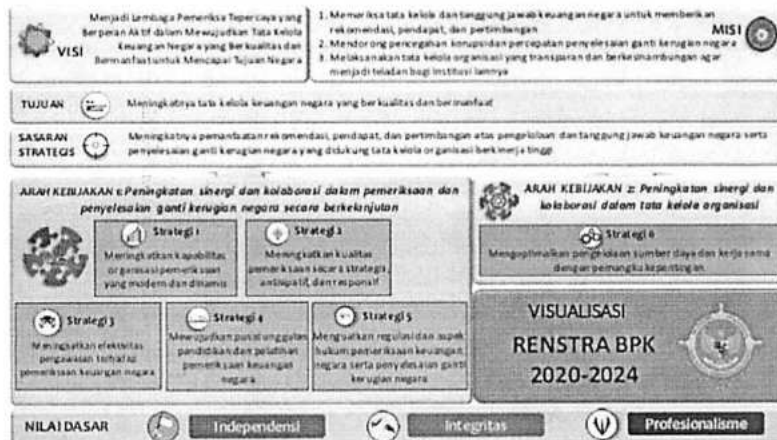 VISI
Menjadi Lembaga Pemeriksa Tepercaya yang
Berperan Aktif dalam Mewujudkan Tata Kelola
Keuangan Negara yang Berkualitas dan
Bermanfaat untuk Mencapai Tujuan Negara
1. Memeriksa tata kelola dan tanggung jawab keuangan negara untuk memberikan
rekomendasi, pendapat, dan pertimbangan
2. Mendorong pencegahan korupsi dan percepatan penyelesaian ganti kerugian negara
3. Melaksanakan tata kelola organisasi yang transparan dan berkesinambungan agar
menjadi teladan bagi institusi lainnya
MISI
TUJUAN
Meningkatnya tata kelola keuangan negara yang berkualitas dan bermanfaat
SASARAN
STRATEGIS
Meningkatnya pemanfaatan rekomendasi, pendapat, dan pertimbangan atas pengelolaan dan tanggung jawab keuangan negara serta
penyelesaian ganti kerugian negara yang didukung tata kelola organisasi berkinerja tinggi
ARAH KEBIJAKAN 1: Peningkatan sinergi dan kolaborasi dalam pemeriksaan dan
penyelesaian ganti kerugian negara secara berkelanjutan
Strategi 1
Meningkatkan kapabilitas
organisasi pemeriksaan
yang modern dan dinamis
Strategi 2
Meningkatkan kualitas
pemeriksaan secara strategis,
antisipatif, dan responsif
Strategi 3
Meningkatkan efektivitas
pengawasan terhadap
pemeriksaan keuangan negara
Strategi 4
Mewujudkan pusat unggulan
pendidikan dan pelatihan
pemeriksaan keuangan
negara
Strategi 5
Menguatkan regulasi dan aspek
hukum pemeriksaan keuangan
negara serta penyelesaian ganti
kerugian negara
ARAH KEBIJAKAN 2: Peningkatan sinergi dan
kolaborasi dalam tata kelola organisasi
Strategi 6
Mengoptimalkan pengelolaan sumber daya dan kerja sama
dengan pemangku kepentingan
VISUALISASI
RENSTRA BPK
2020-2024
NILAI DASAR
Independensi
Integritas
Profesionalisme